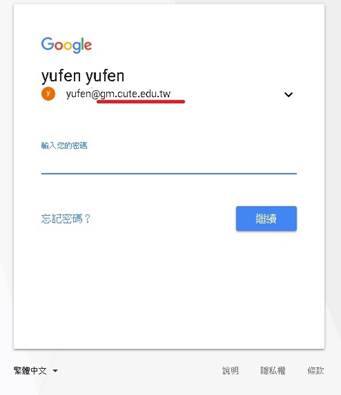 Google
yufen yufen
y yufen@gm.cute.edu.tw
輸入您的密碼
忘記密碼？ 繼續
繁體中文 說明 隱私權 條款